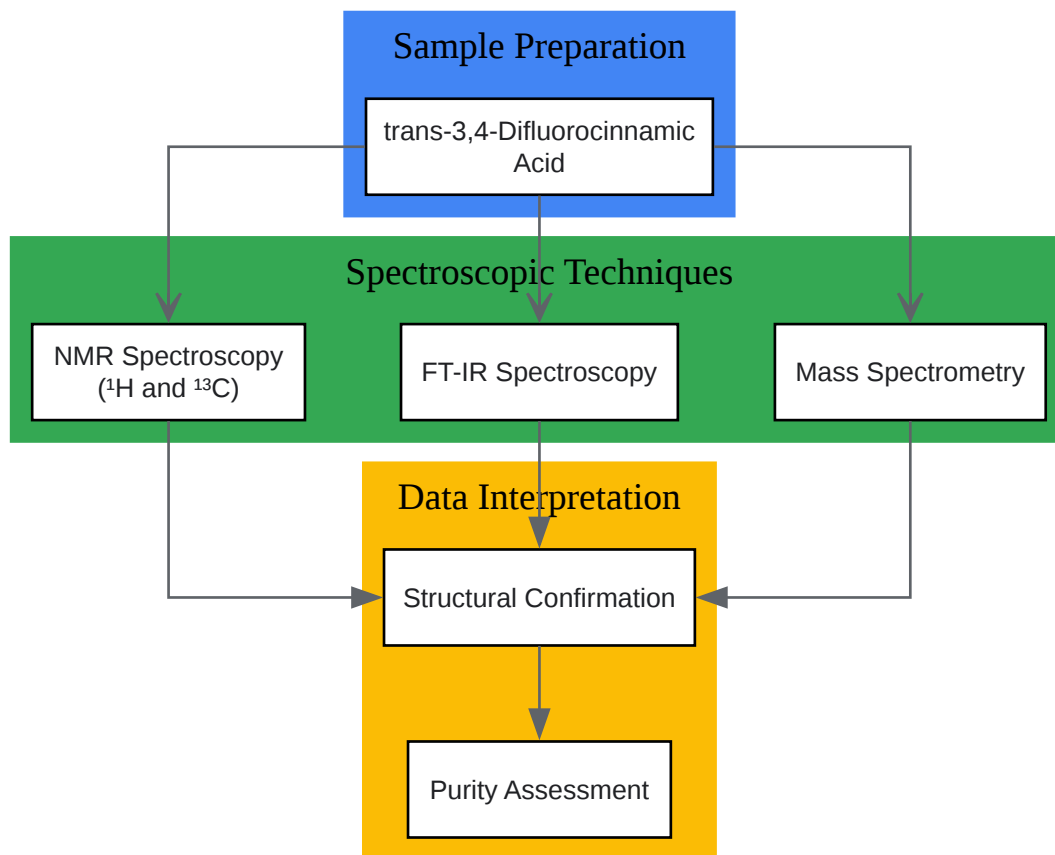 Sample Preparation
trans-3,4-Difluorocinnamic
Acid
Spectroscopic Techniques
NMR Spectroscopy
(¹H and ¹³C)
FT-IR Spectroscopy
Mass Spectrometry
Data Interpretation
Structural Confirmation
Purity Assessment